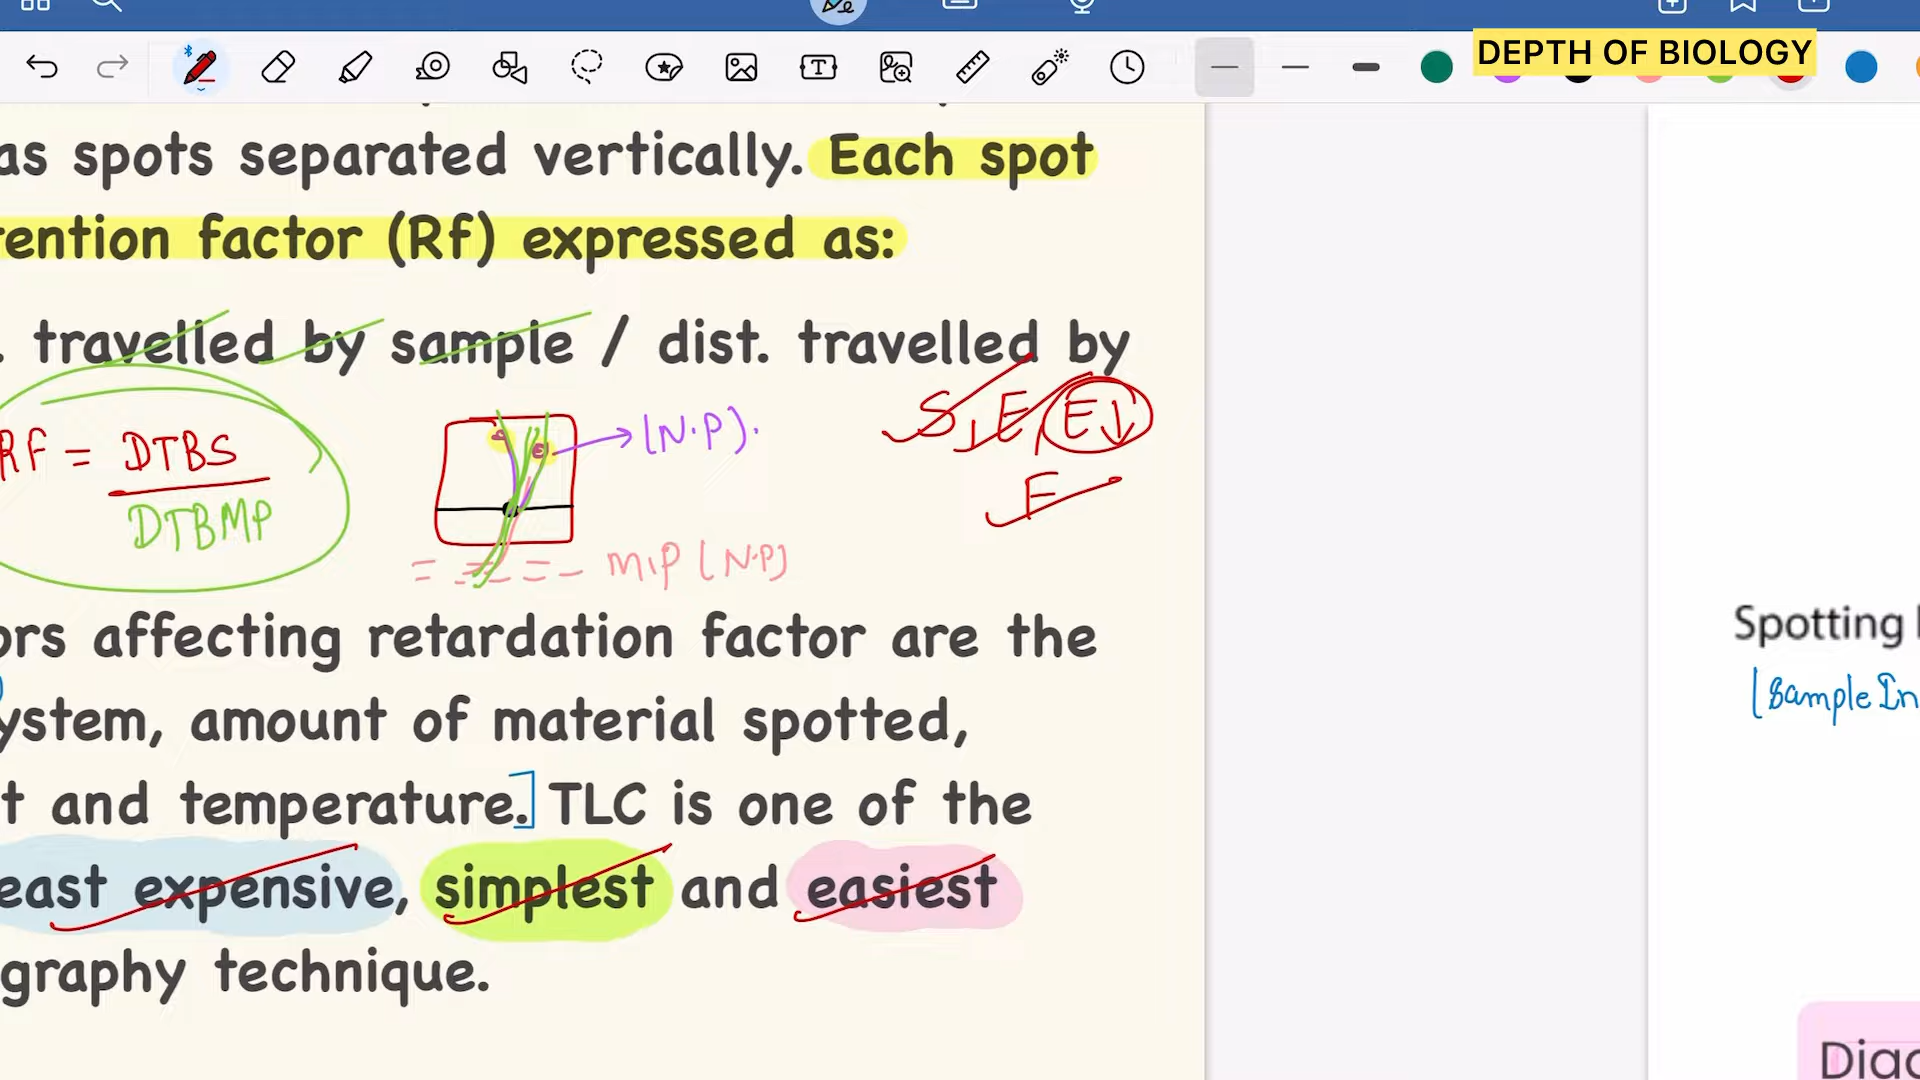 DEPTH OF BIOLOGY
as spots separated vertically. Each spot
tention factor (Rf) expressed as:
. travelled by sample / dist. travelled by
RF = DTBS
DTBMP
(N.P).
S, E, E↓
F
M.P (N.P)
ors affecting retardation factor are the
ystem, amount of material spotted,
t and temperature.] TLC is one of the
east expensive, simplest and easiest
graphy technique.
Spotting
(Sample In
Diag